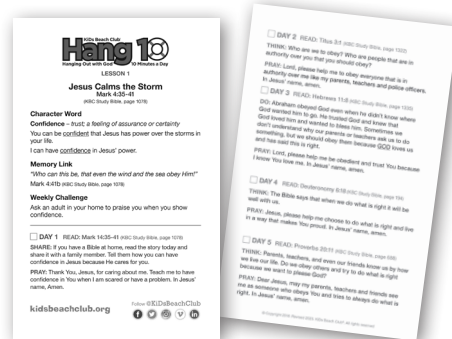 KiDs Beach Club
Hang 10
Hanging Out with God 10 Minutes a Day
LESSON 1
Jesus Calms the Storm
Mark 4:35-41
(KBC Study Bible, page 1078)
Character Word
Confidence – trust; a feeling of assurance or certainty
You can be confident that Jesus has power over the storms in
your life.
I can have confidence in Jesus' power.
Memory Link
"Who can this be, that even the wind and the sea obey Him!"
Mark 4:41b (KBC Study Bible, page 1078)
Weekly Challenge
Ask an adult in your home to praise you when you show
confidence.
DAY 1 READ: Mark 14:35-41 (KBC Study Bible, page 1078)
SHARE: If you have a Bible at home, read the story today and
share it with a family member. Tell them how you can have
confidence in Jesus because He cares for you.
PRAY: Thank You, Jesus, for caring about me. Teach me to have
confidence in You when I am scared or have a problem. In Jesus'
name, Amen.
kidsbeachclub.org
Follow @KiDsBeachClub
DAY 2 READ: Titus 3:1 (KBC Study Bible, page 1322)
THINK: Who are we to obey? Who are people that are in
authority over you that you should obey?
PRAY: Lord, please help me to obey everyone that is in
authority over me like my parents, teachers and police officers.
In Jesus' name, amen.
DAY 3 READ: Hebrews 11:8 (KBC Study Bible, page
DO: Abraham obeyed God even when he didn't know where
God wanted him to go. He trusted God and knew that
God loved him and wanted to bless him. Sometimes we
don't understand why our parents or teachers ask us to do
something, but we should obey them because GOD loves us
and has said this is right.
PRAY: Lord, please help me be obedient and trust You because
I know You love me. In Jesus' name, amen.
DAY 4 READ: Deuteronomy 6:18 (KBC Study Bible, page
THINK: The Bible says that when we do what is right it will be
well with us.
PRAY: Jesus, please help me choose to do what is right and live
in a way that makes You proud. In Jesus' name, amen.
DAY 5 READ: Proverbs 20:11 (KBC Study Bible, page
THINK: Parents, teachers, and even our friends know us by how
we live our life. Do we obey others and try to do what is right
because we want to please God?
PRAY: Dear Jesus, may my parents, teachers and friends see
me as someone who obeys You and tries to always do what is
right. In Jesus' name, amen.